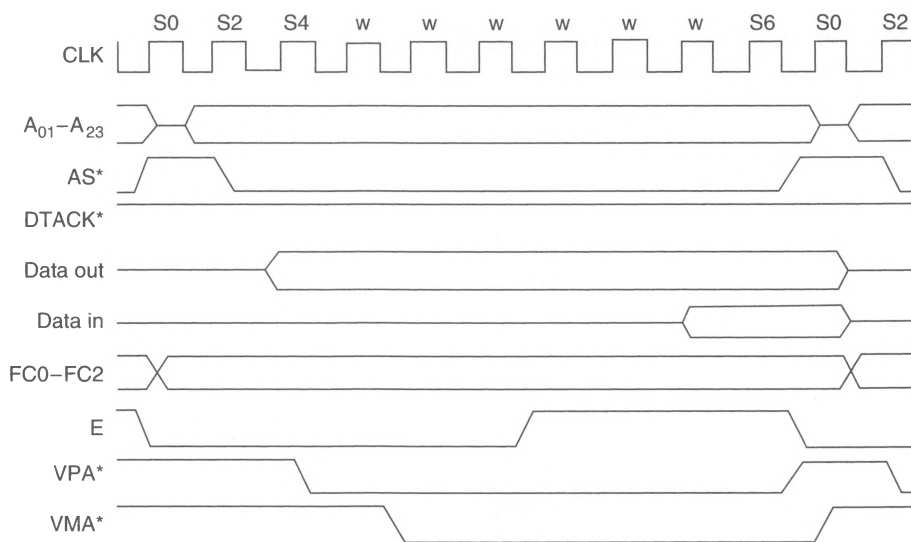 S0 S2 S4 w w w w w w S6 S0 S2
CLK
A01–A23
AS*
DTACK*
Data out
Data in
FC0–FC2
E
VPA*
VMA*